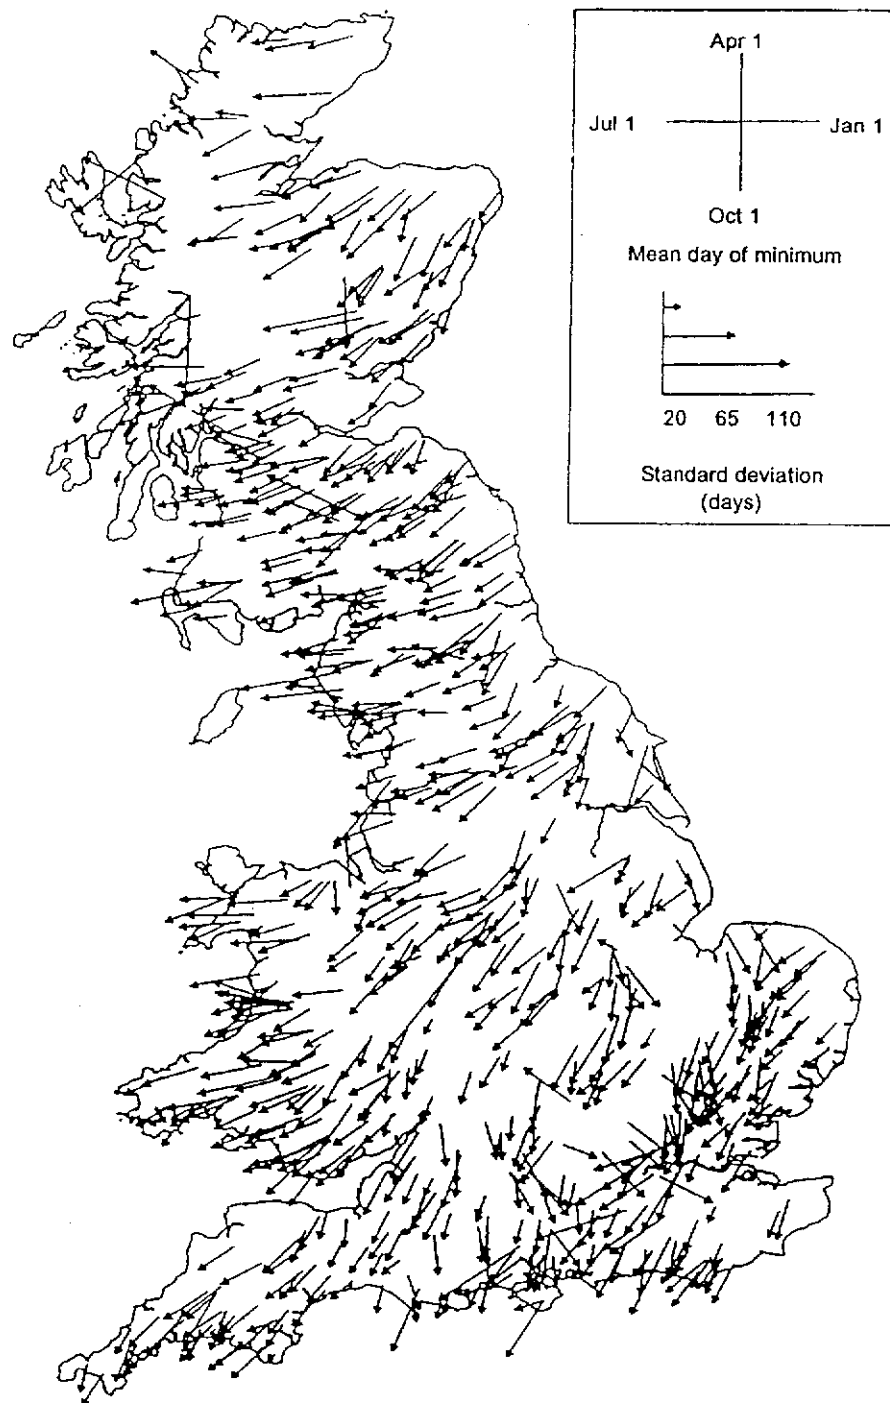 Apr 1
Jul 1 Jan 1
Oct 1
Mean day of minimum
20 65 110
Standard deviation
(days)